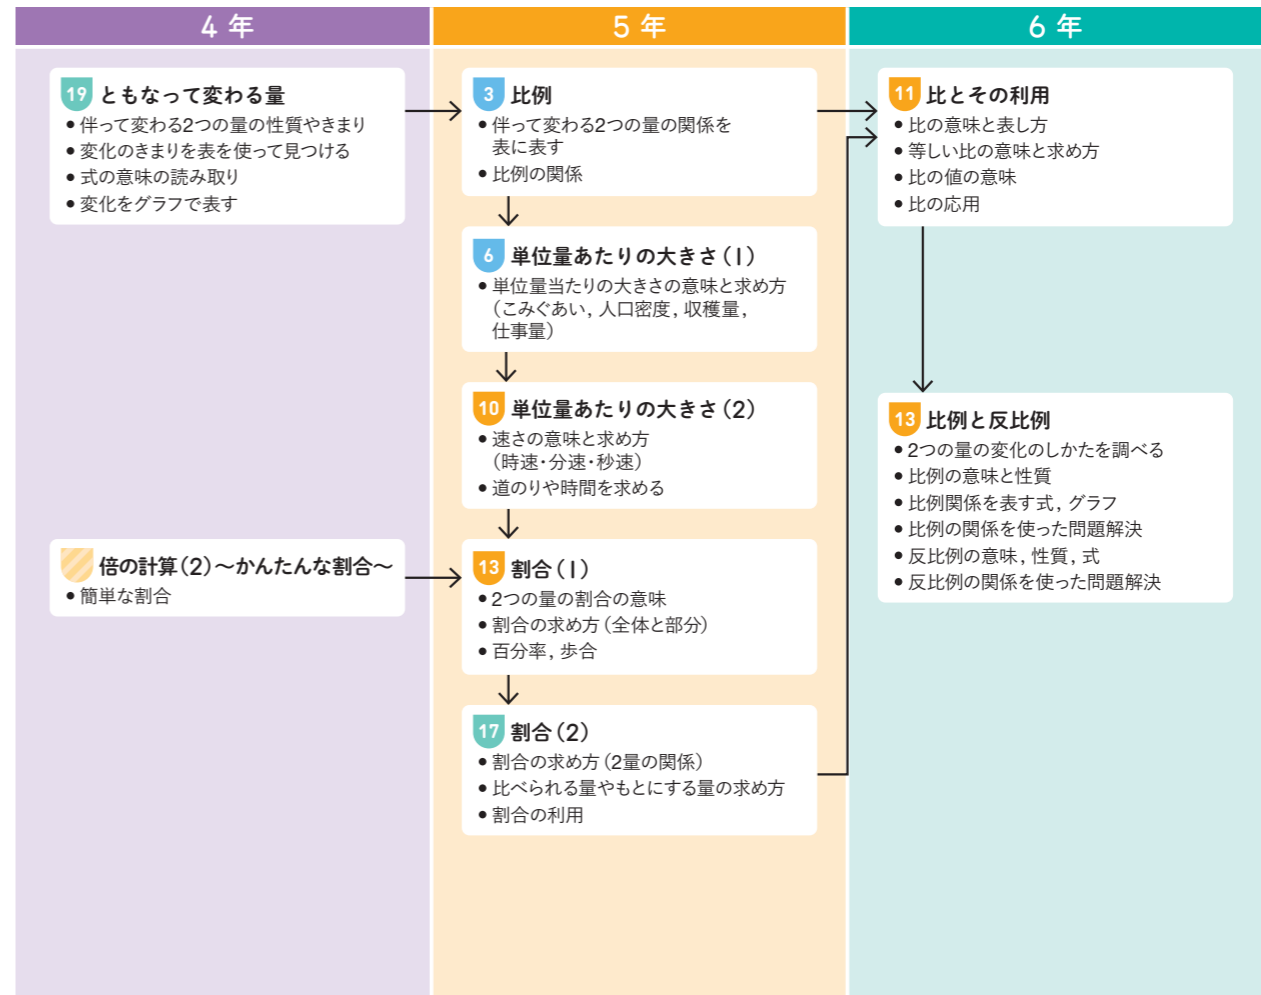 4 年
19 ともなって変わる量
● 伴って変わる2つの量の性質やきまり
● 変化のきまりを表を使って見つける
● 式の意味の読み取り
● 変化をグラフで表す
倍の計算（2）〜かんたんな割合〜
● 簡単な割合
5 年
3 比例
● 伴って変わる2つの量の関係を
表に表す
● 比例の関係
6 単位量あたりの大きさ（1）
● 単位量当たりの大きさの意味と求め方
（こみぐあい，人口密度，収穫量，
仕事量）
10 単位量あたりの大きさ（2）
● 速さの意味と求め方
（時速・分速・秒速）
● 道のりや時間を求める
13 割合（1）
● 2つの量の割合の意味
● 割合の求め方（全体と部分）
● 百分率，歩合
17 割合（2）
● 割合の求め方（2量の関係）
● 比べられる量やもとにする量の求め方
● 割合の利用
6 年
11 比とその利用
● 比の意味と表し方
● 等しい比の意味と求め方
● 比の値の意味
● 比の応用
13 比例と反比例
● 2つの量の変化のしかたを調べる
● 比例の意味と性質
● 比例関係を表す式，グラフ
● 比例の関係を使った問題解決
● 反比例の意味，性質，式
● 反比例の関係を使った問題解決